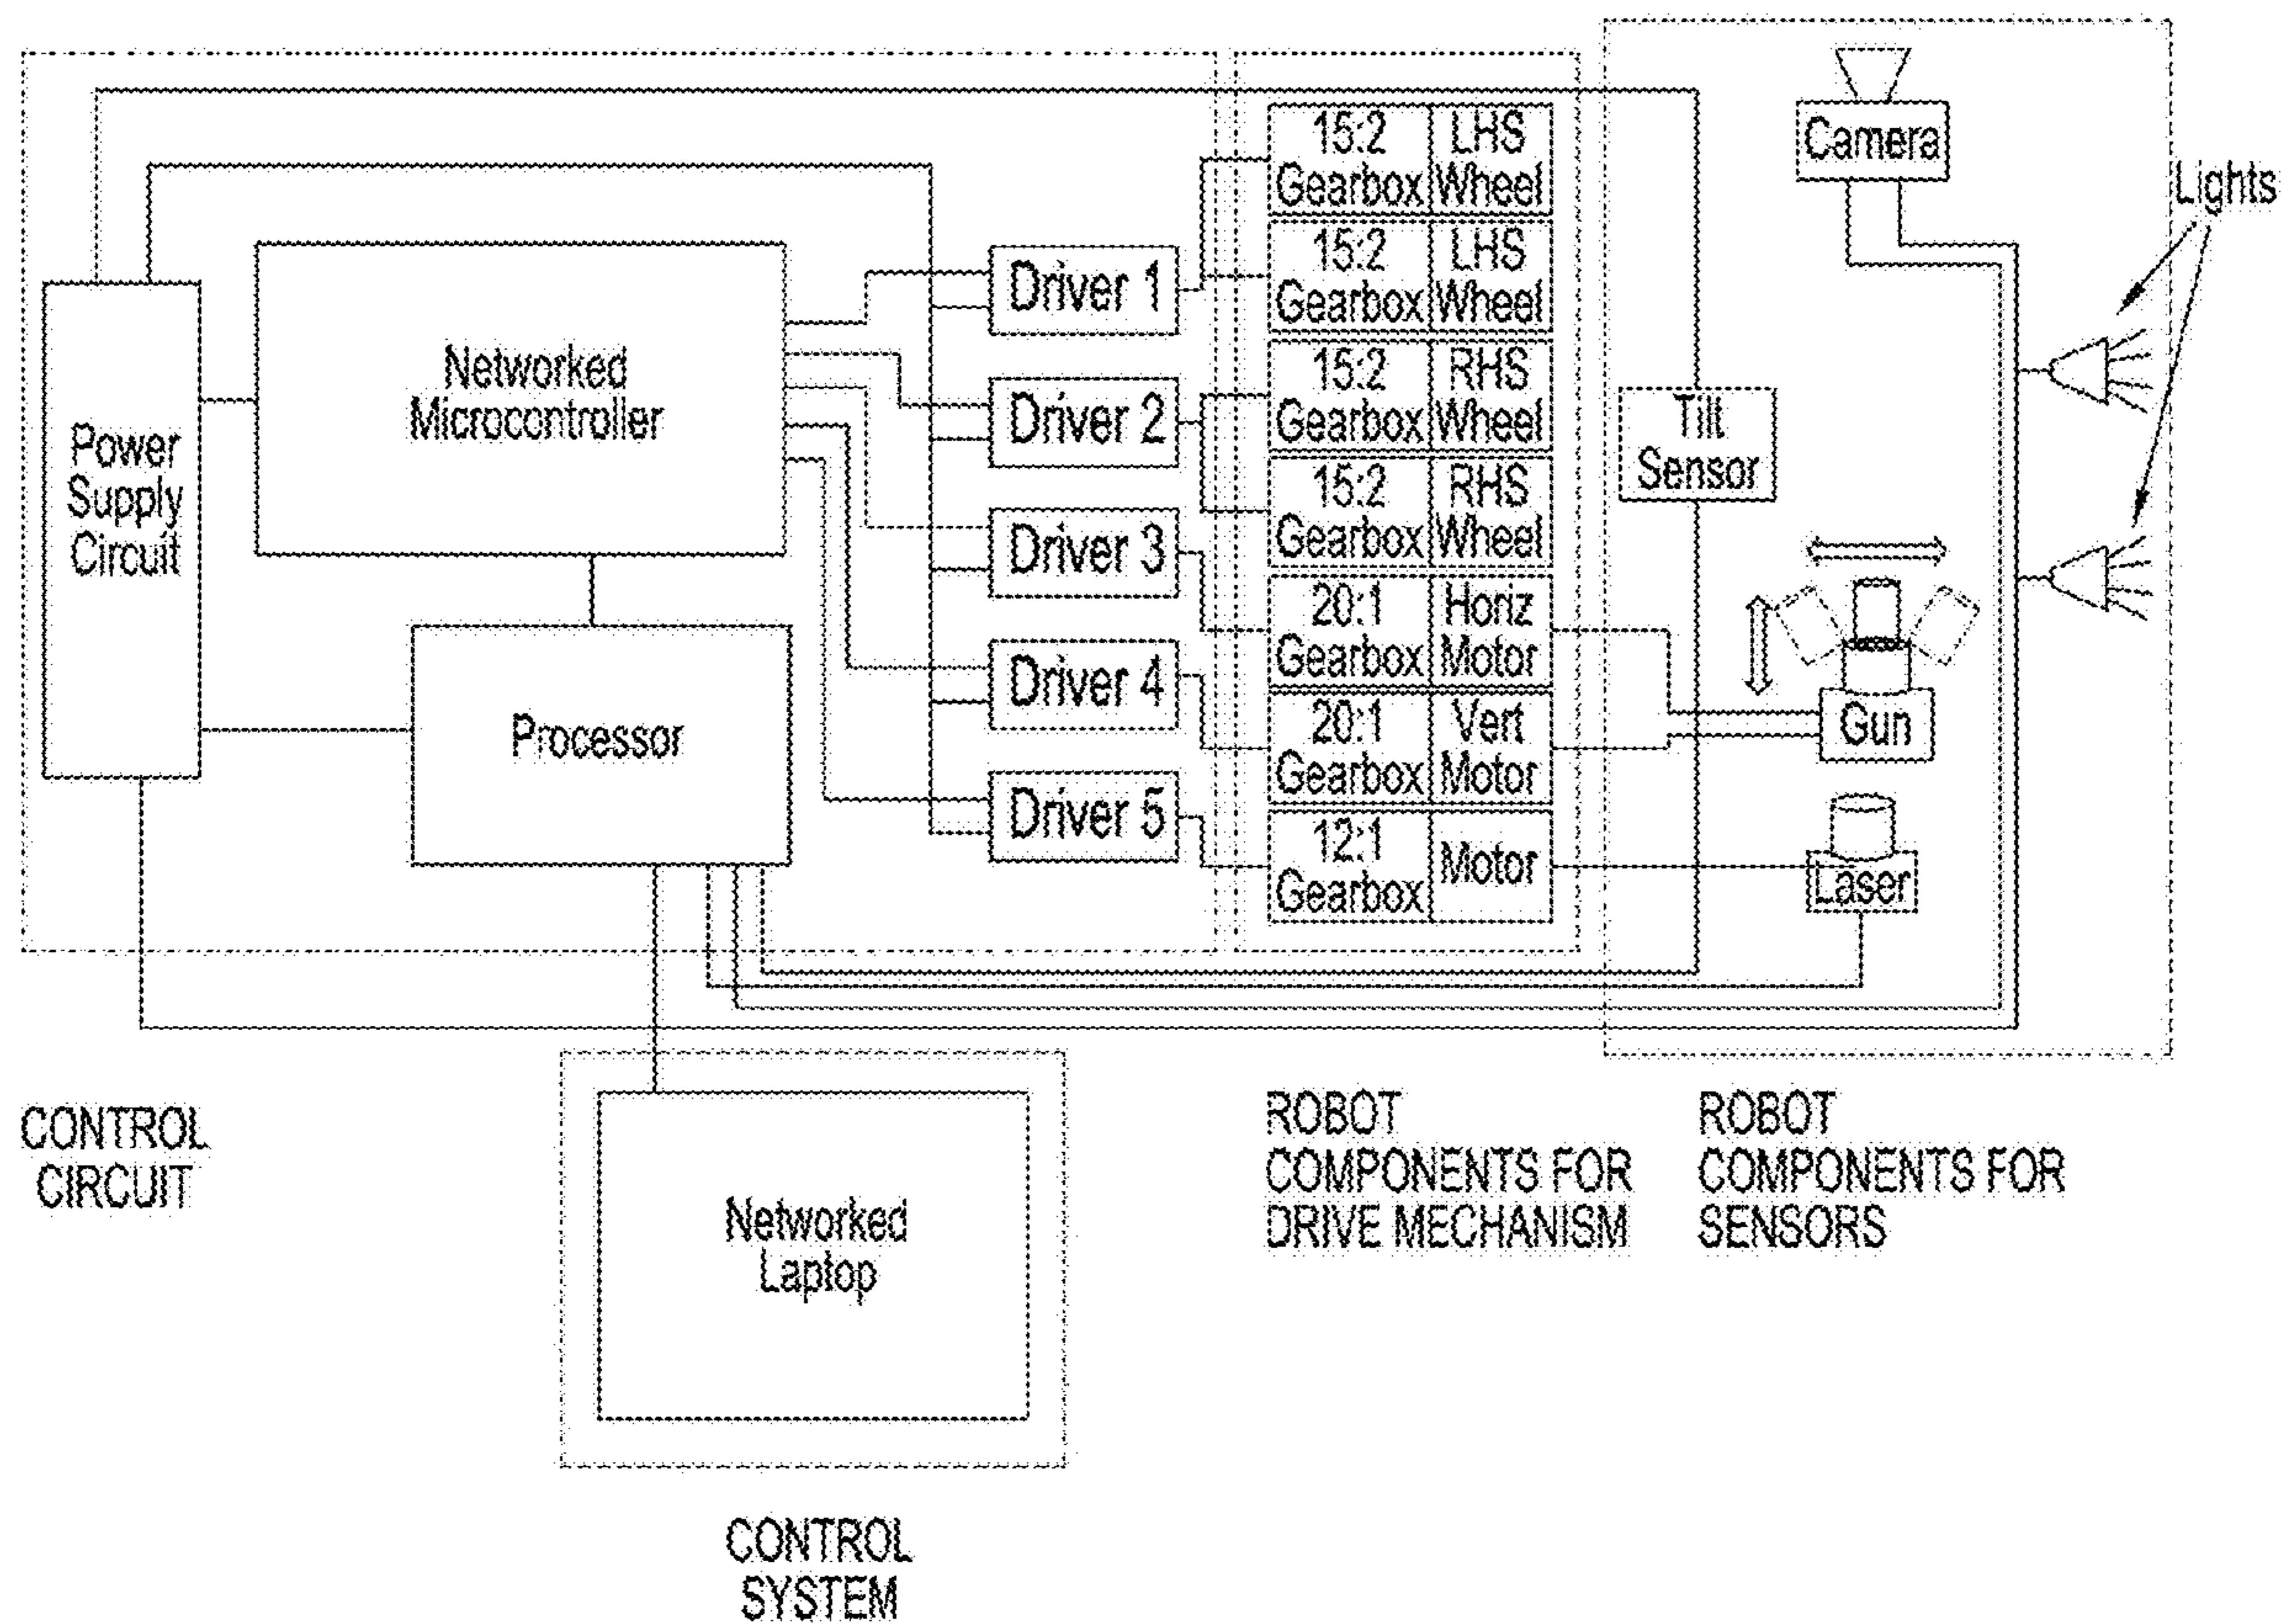 Power
Supply
Circuit
Networked
Microcontroller
Processor
Driver 1
Driver 2
Driver 3
Driver 4
Driver 5
15:2
Gearbox
LHS
Wheel
15:2
Gearbox
LHS
Wheel
15:2
Gearbox
RHS
Wheel
15:2
Gearbox
RHS
Wheel
20:1
Gearbox
Horiz
Motor
20:1
Gearbox
Vert
Motor
12:1
Gearbox
Motor
Camera
Lights
Tilt
Sensor
Gun
Laser
CONTROL
CIRCUIT
Networked
Laptop
CONTROL
SYSTEM
ROBOT
COMPONENTS FOR
DRIVE MECHANISM
ROBOT
COMPONENTS FOR
SENSORS